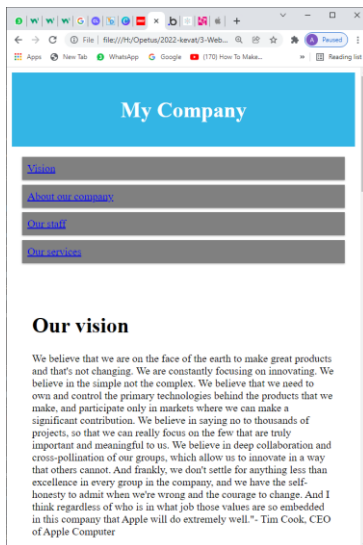 File | file:///H:/Opetus/2022-kevat/3-Web...
Paused
Apps New Tab WhatsApp Google (170) How To Make... » Reading list
My Company
Vision
About our company
Our staff
Our services
Our vision
We believe that we are on the face of the earth to make great products
and that's not changing. We are constantly focusing on innovating. We
believe in the simple not the complex. We believe that we need to
own and control the primary technologies behind the products that we
make, and participate only in markets where we can make a
significant contribution. We believe in saying no to thousands of
projects, so that we can really focus on the few that are truly
important and meaningful to us. We believe in deep collaboration and
cross-pollination of our groups, which allow us to innovate in a way
that others cannot. And frankly, we don't settle for anything less than
excellence in every group in the company, and we have the self-
honesty to admit when we're wrong and the courage to change. And I
think regardless of who is in what job those values are so embedded
in this company that Apple will do extremely well."- Tim Cook, CEO
of Apple Computer